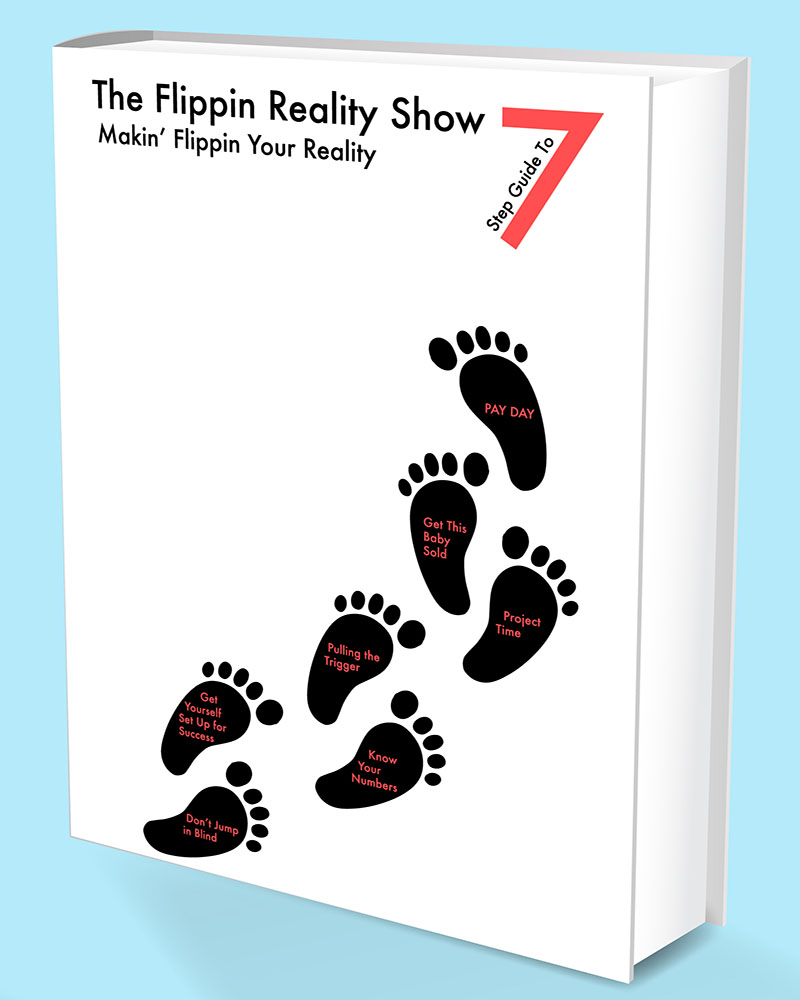 The Flippin Reality Show
Makin' Flippin Your Reality
7
Step Guide To
PAY DAY
Get This
Baby
Sold
Project
Time
Pulling the
Trigger
Get
Yourself
Set Up for
Success
Know
Your
Numbers
Don't Jump
in Blind